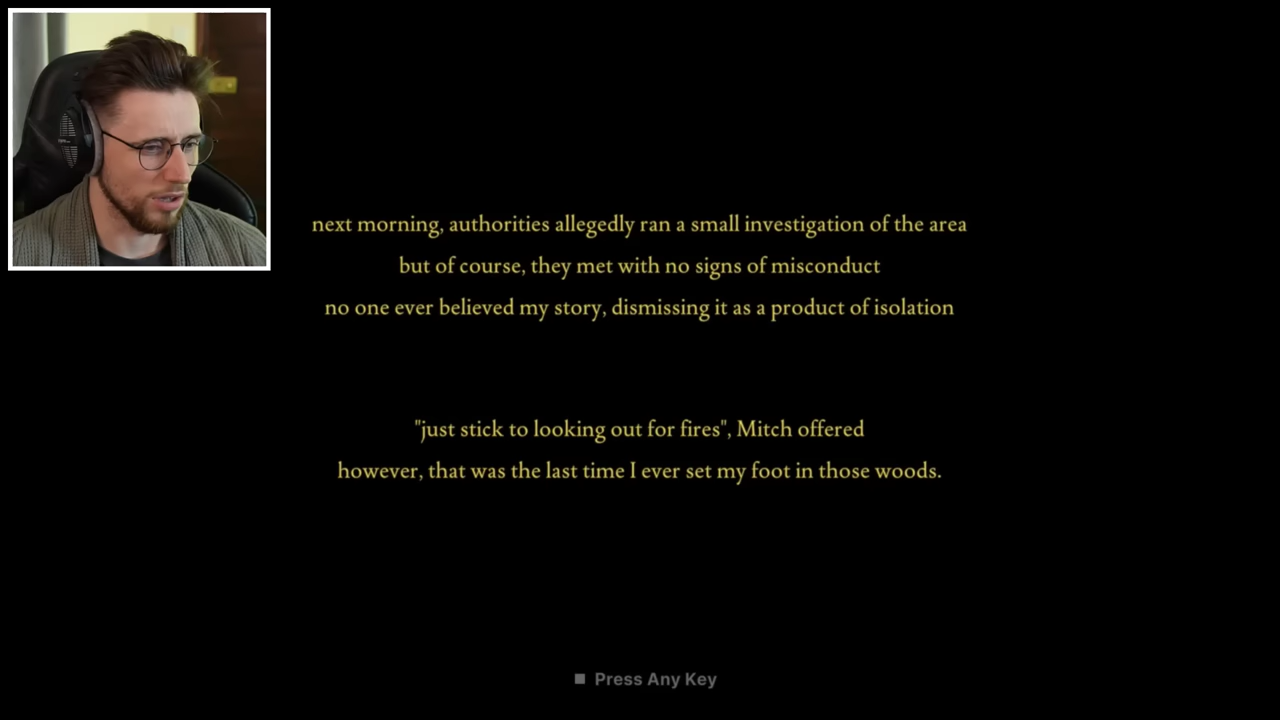 next morning, authorities allegedly ran a small investigation of the area
but of course, they met with no signs of misconduct
no one ever believed my story, dismissing it as a product of isolation
"just stick to looking out for fires", Mitch offered
however, that was the last time I ever set my foot in those woods.
Press Any Key